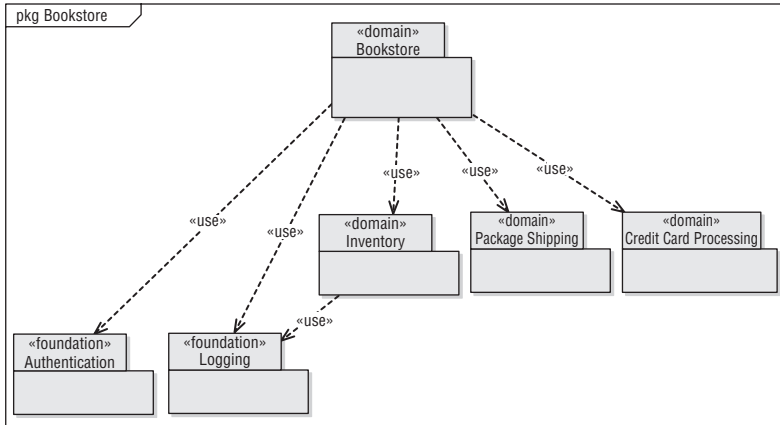 pkg Bookstore
«domain»
Bookstore
«use»
«use»
«use»
«use»
«use»
«domain»
Inventory
«domain»
Package Shipping
«domain»
Credit Card Processing
«use»
«foundation»
Authentication
«foundation»
Logging